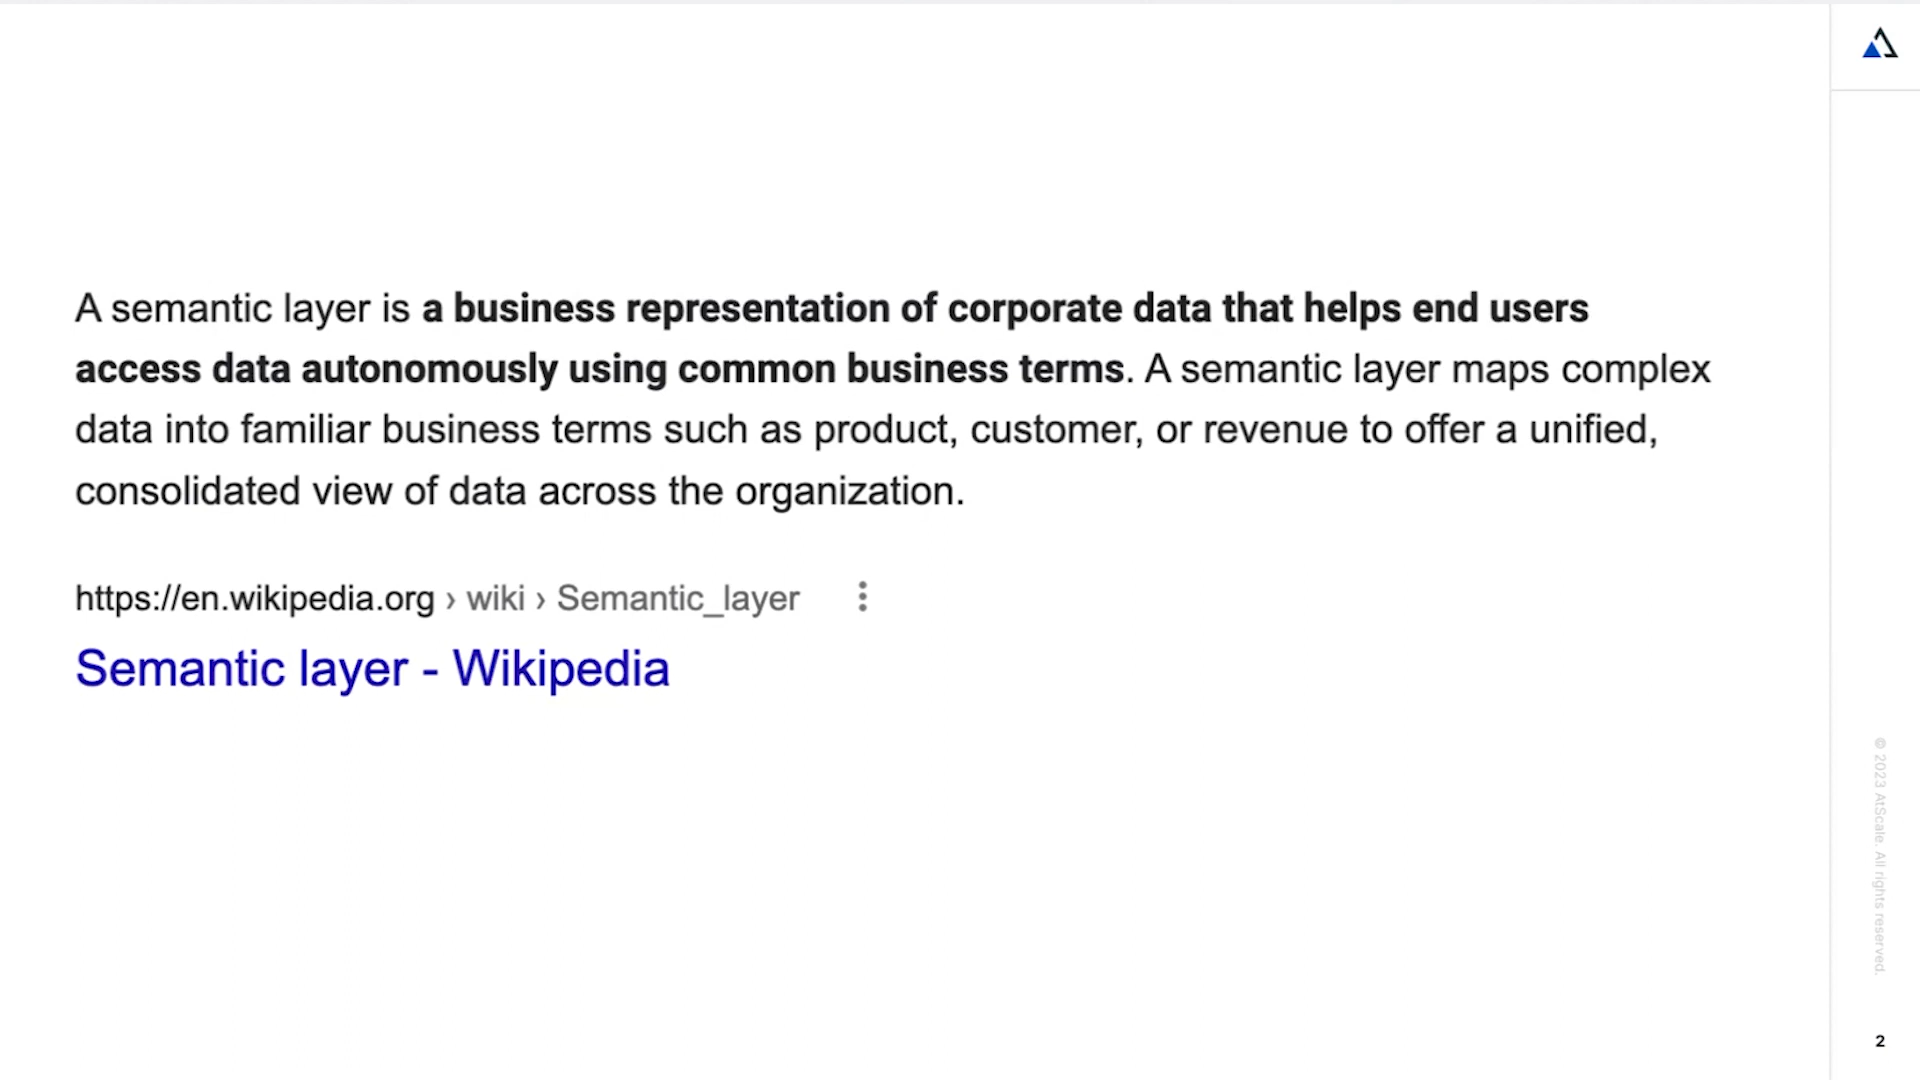 A semantic layer is a business representation of corporate data that helps end users
access data autonomously using common business terms. A semantic layer maps complex
data into familiar business terms such as product, customer, or revenue to offer a unified,
consolidated view of data across the organization.
https://en.wikipedia.org › wiki › Semantic_layer
Semantic layer - Wikipedia
© 2023 AtScale. All rights reserved.
2